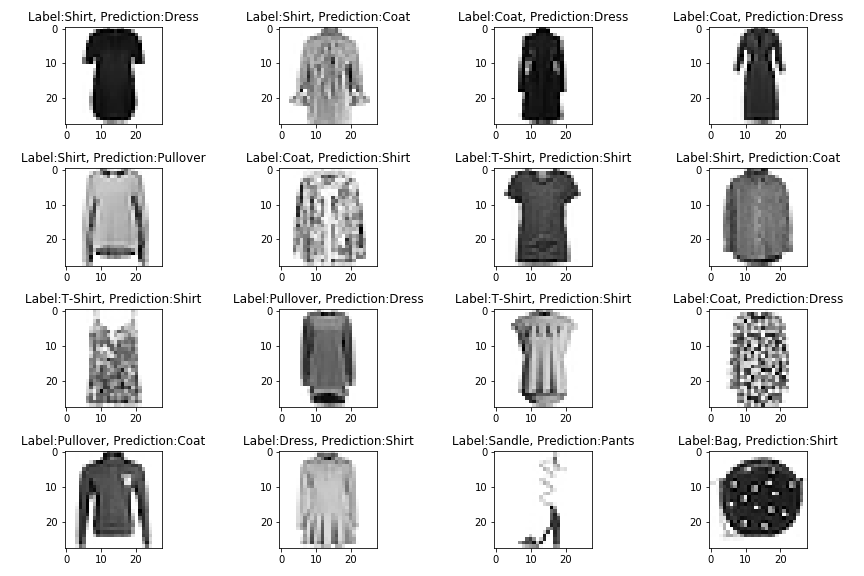 Label:Shirt, Prediction:Dress
Label:Shirt, Prediction:Coat
Label:Coat, Prediction:Dress
Label:Coat, Prediction:Dress
0
10
20
0 10 20
0
10
20
0 10 20
0
10
20
0 10 20
0
10
20
0 10 20
Label:Shirt, Prediction:Pullover
Label:Coat, Prediction:Shirt
Label:T-Shirt, Prediction:Shirt
Label:Shirt, Prediction:Coat
0
10
20
0 10 20
0
10
20
0 10 20
0
10
20
0 10 20
0
10
20
0 10 20
Label:T-Shirt, Prediction:Shirt
Label:Pullover, Prediction:Dress
Label:T-Shirt, Prediction:Shirt
Label:Coat, Prediction:Dress
0
10
20
0 10 20
0
10
20
0 10 20
0
10
20
0 10 20
0
10
20
0 10 20
Label:Pullover, Prediction:Coat
Label:Dress, Prediction:Shirt
Label:Sandle, Prediction:Pants
Label:Bag, Prediction:Shirt
0
10
20
0 10 20
0
10
20
0 10 20
0
10
20
0 10 20
0
10
20
0 10 20